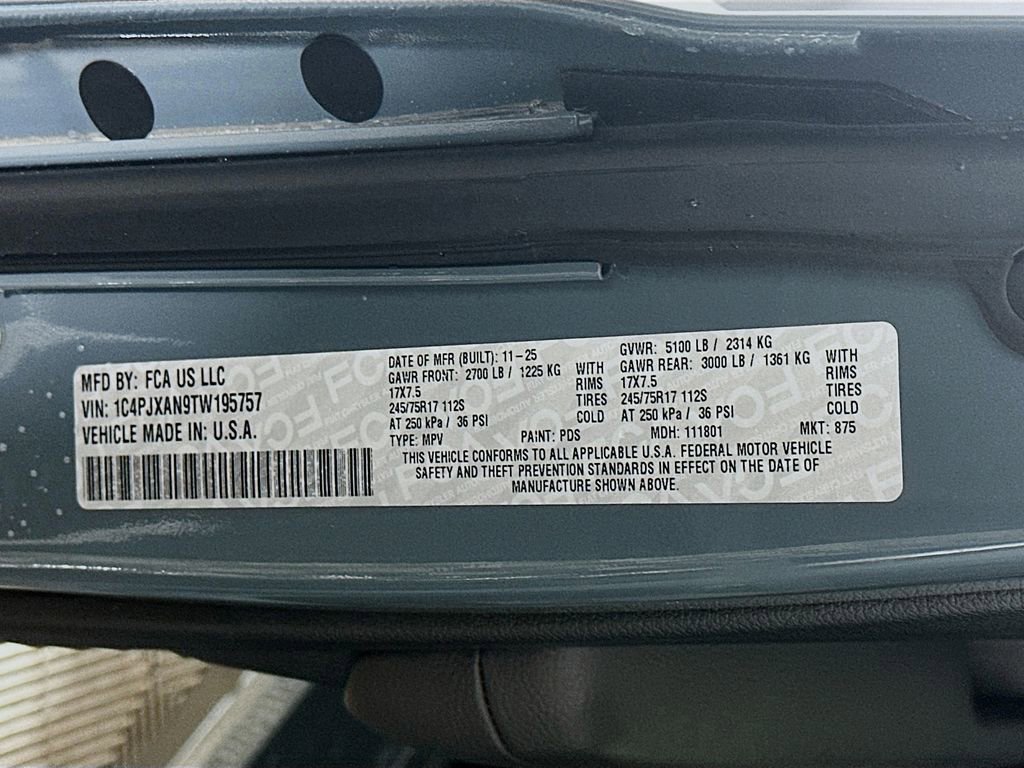 MFD BY: FCA US LLC
VIN: 1C4PJXAN9TW195757
VEHICLE MADE IN: U.S.A.
DATE OF MFR (BUILT): 11-25
GAWR FRONT: 2700 LB / 1225 KG WITH
17X7.5 RIMS
245/75R17 112S TIRES
AT 250 kPa / 36 PSI COLD
GVWR: 5100 LB / 2314 KG
GAWR REAR: 3000 LB / 1361 KG WITH
17X7.5 RIMS
245/75R17 112S TIRES
AT 250 kPa / 36 PSI COLD
TYPE: MPV PAINT: PDS MDH: 111801 MKT: 875
THIS VEHICLE CONFORMS TO ALL APPLICABLE U.S.A. FEDERAL MOTOR VEHICLE
SAFETY AND THEFT PREVENTION STANDARDS IN EFFECT ON THE DATE OF
MANUFACTURE SHOWN ABOVE.